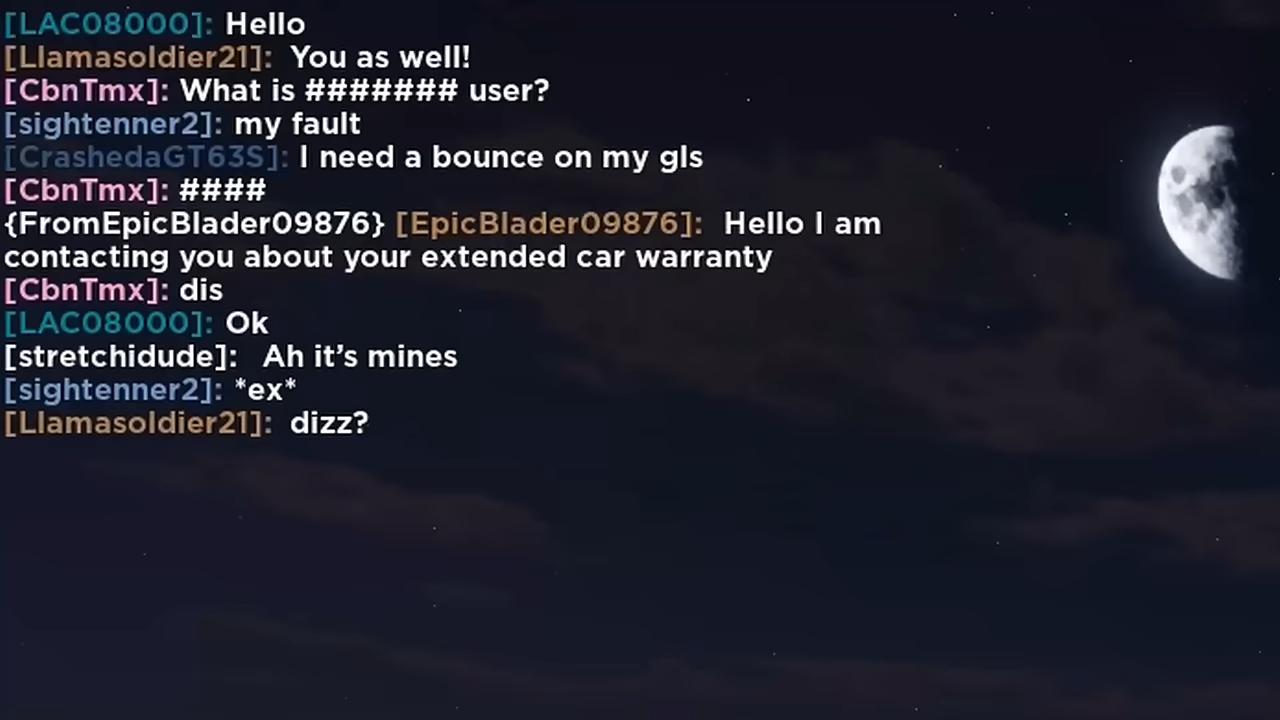 [LAC08000]: Hello
[Llamasoldier21]: You as well!
[CbnTmx]: What is ####### user?
[sightenner2]: my fault
[CrashedaGT63S]: I need a bounce on my gls
[CbnTmx]: ####
{FromEpicBlader09876} [EpicBlader09876]: Hello I am
contacting you about your extended car warranty
[CbnTmx]: dis
[LAC08000]: Ok
[stretchidude]: Ah it's mines
[sightenner2]: *ex*
[Llamasoldier21]: dizz?